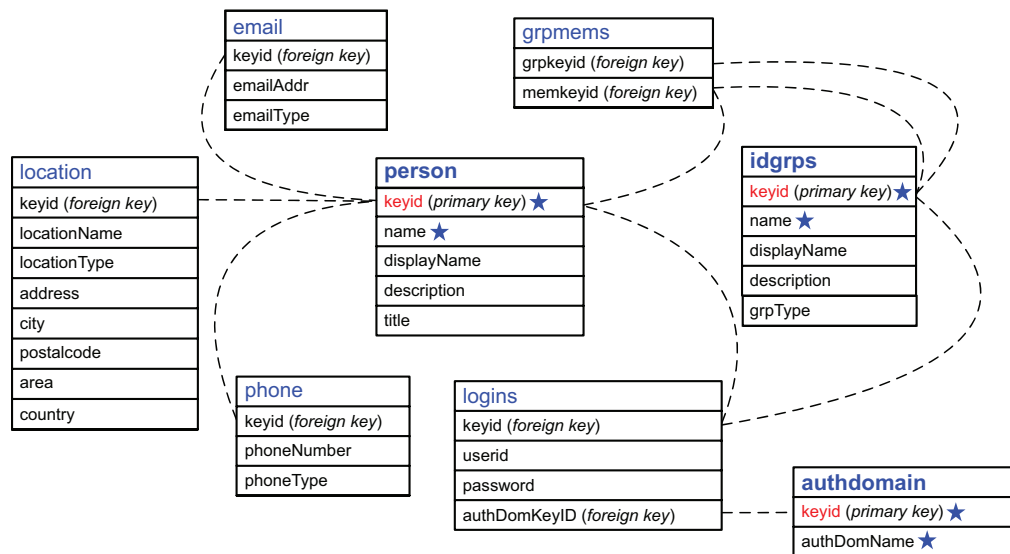 email
keyid (foreign key)
emailAddr
emailType
grpmems
grpkeyid (foreign key)
memkeyid (foreign key)
location
keyid (foreign key)
locationName
locationType
address
city
postalcode
area
country
person
keyid (primary key) ★
name ★
displayName
description
title
idgrps
keyid (primary key) ★
name ★
displayName
description
grpType
phone
keyid (foreign key)
phoneNumber
phoneType
logins
keyid (foreign key)
userid
password
authDomKeyID (foreign key)
authdomain
keyid (primary key) ★
authDomName ★